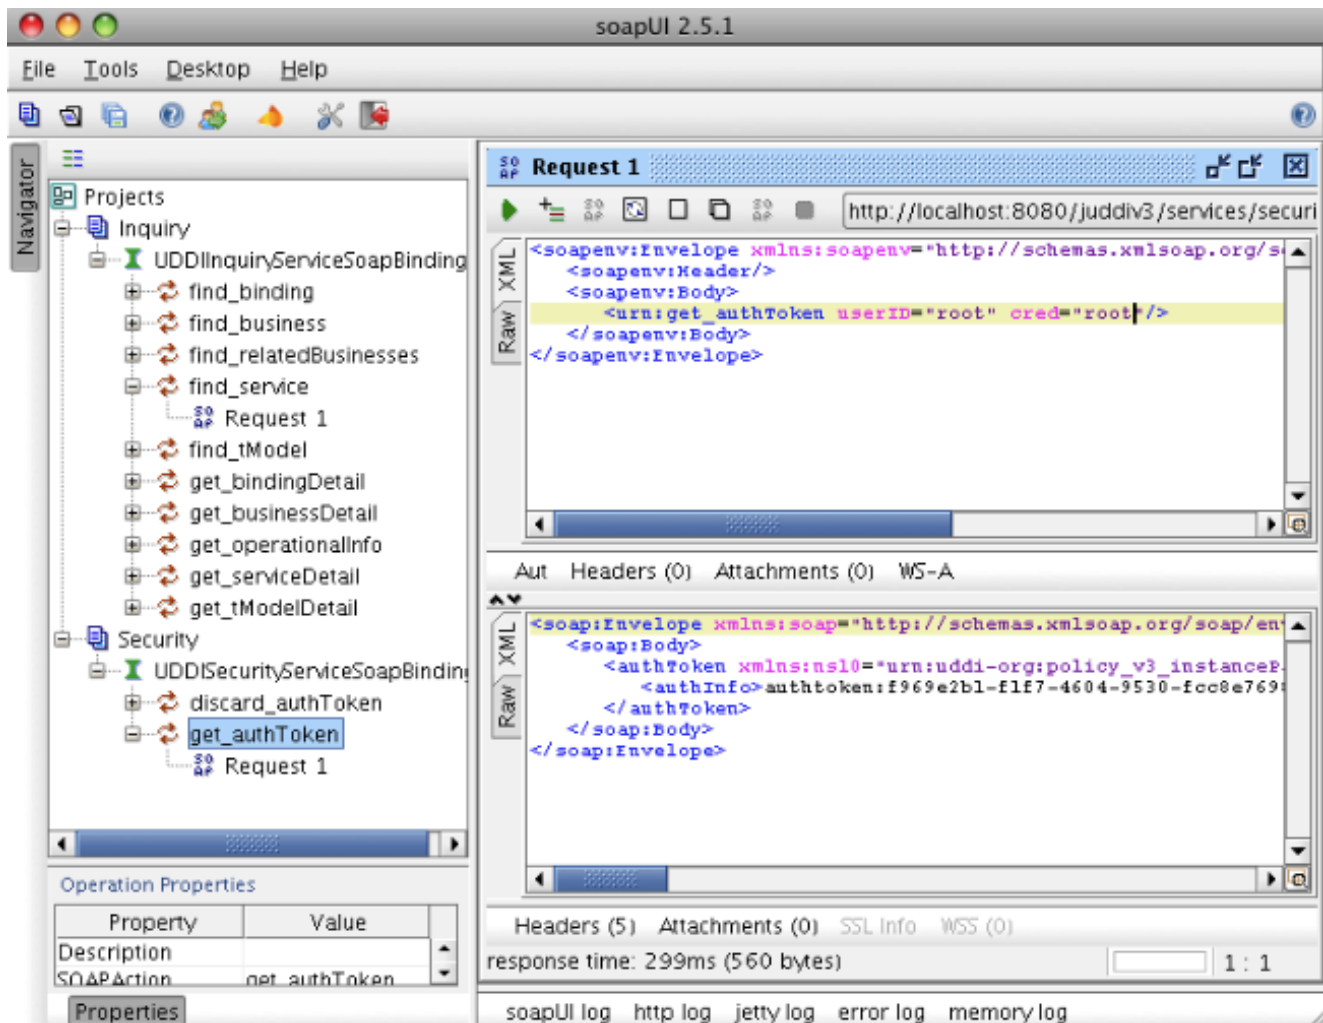 soapUI 2.5.1
File Tools Desktop Help
Navigator
Projects
Inquiry
UDDIInquiryServiceSoapBinding
find_binding
find_business
find_relatedBusinesses
find_service
Request 1
find_tModel
get_bindingDetail
get_businessDetail
get_operationalInfo
get_serviceDetail
get_tModelDetail
Security
UDDISecurityServiceSoapBinding
discard_authToken
get_authToken
Request 1
Operation Properties
Property Value
Description
SOAPAction get_authToken
Properties
Request 1
http://localhost:8080/juddiv3/services/securi
XML
Raw
<soapenv:Envelope xmlns:soapenv="http://schemas.xmlsoap.org/s
<soapenv:Header/>
<soapenv:Body>
<urn:get_authToken userID="root" cred="root"/>
</soapenv:Body>
</soapenv:Envelope>
Aut Headers (0) Attachments (0) WS-A
XML
Raw
<soap:Envelope xmlns:soap="http://schemas.xmlsoap.org/soap/en
<soap:Body>
<authToken xmlns:ns10="urn:uddi-org:policy_v3_instanceP
<authInfo>authtoken:f969e2b1-f1f7-4604-9530-fcc8e769
</authToken>
</soap:Body>
</soap:Envelope>
Headers (5) Attachments (0) SSL Info WSS (0)
response time: 299ms (560 bytes)
1 : 1
soapUI log http log jetty log error log memory log